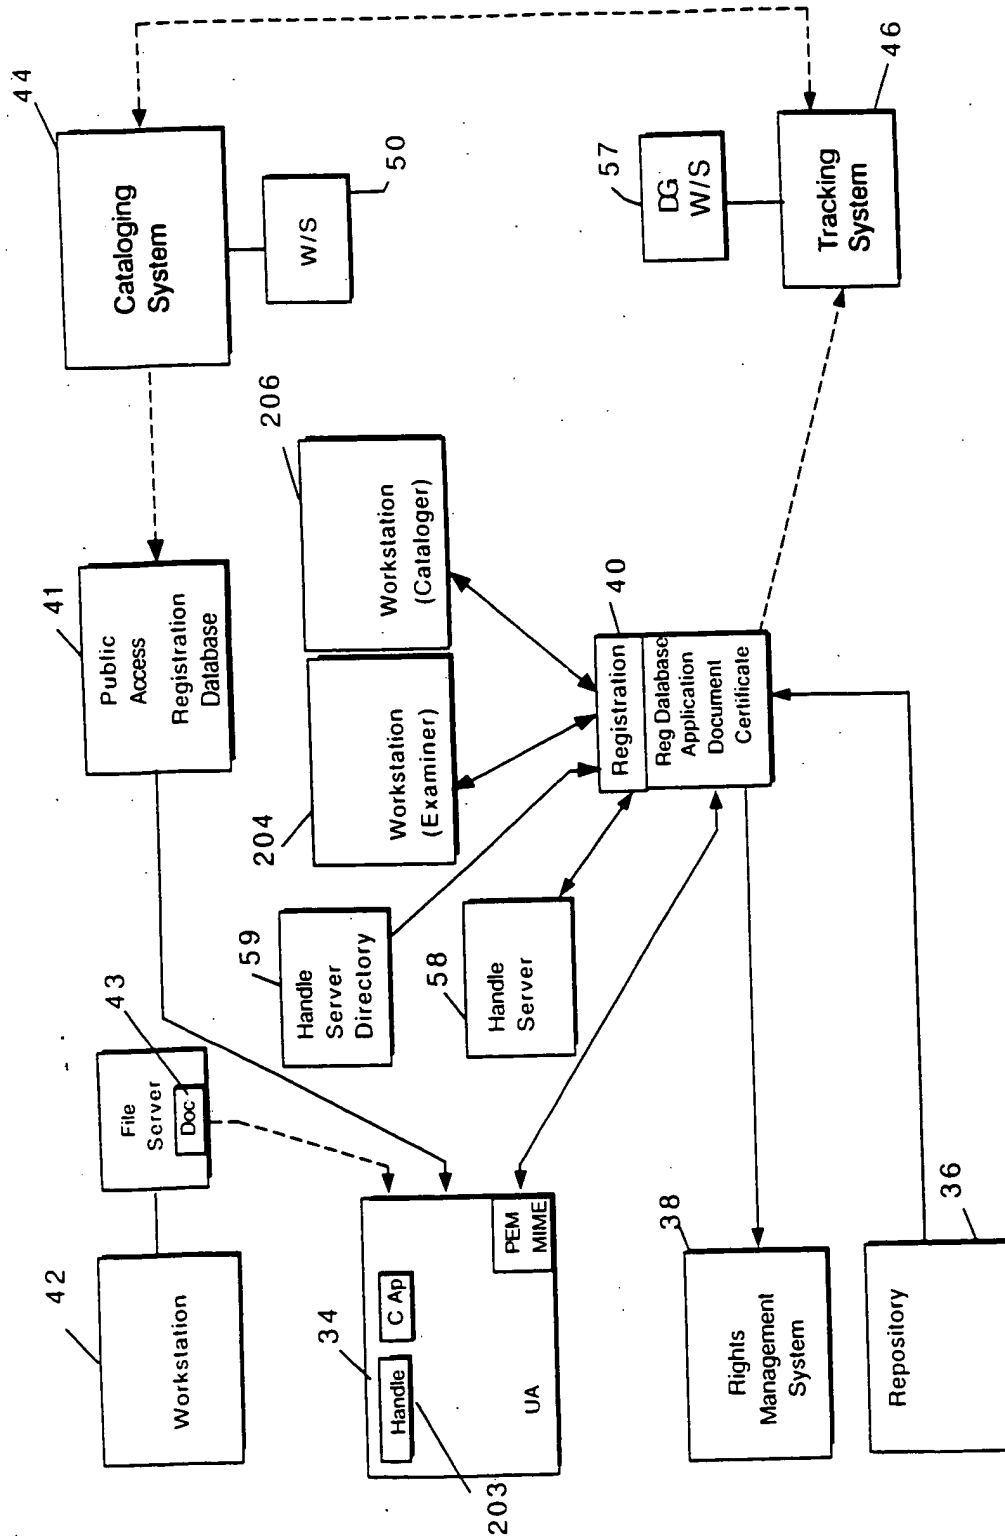 42
Workstation
File
Server
Doc
43
34
Handle
C Ap
UA
PEM
MIME
203
41
Public
Access
Registration
Database
44
Cataloging
System
W/S
50
59
Handle
Server
Directory
204
Workstation
(Examiner)
206
Workstation
(Cataloger)
58
Handle
Server
40
Registration
Reg Database
Application
Document
Certificate
57
DG
W/S
Tracking
System
46
38
Rights
Management
System
36
Repository